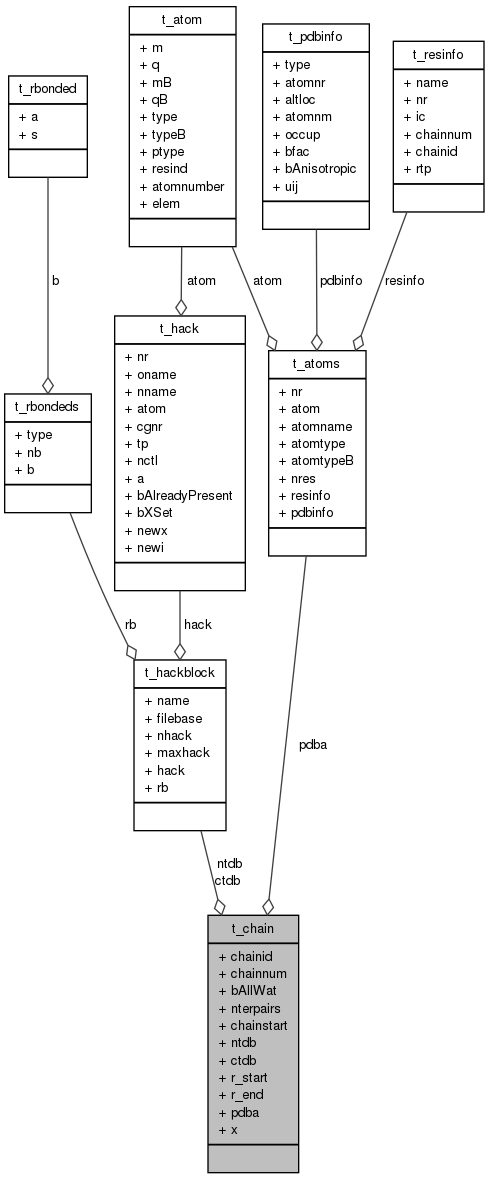 t_atom
+ m
+ q
+ mB
+ qB
+ type
+ typeB
+ ptype
+ resind
+ atomnumber
+ elem
t_pdbinfo
+ type
+ atomnr
+ altloc
+ atomnm
+ occup
+ bfac
+ bAnisotropic
+ uij
t_resinfo
+ name
+ nr
+ ic
+ chainnum
+ chainid
+ rtp
t_rbonded
+ a
+ s
b
atom
atom
pdbinfo
resinfo
t_hack
+ nr
+ oname
+ nname
+ atom
+ cgnr
+ tp
+ nctl
+ a
+ bAlreadyPresent
+ bXSet
+ newx
+ newi
t_atoms
+ nr
+ atom
+ atomname
+ atomtype
+ atomtypeB
+ nres
+ resinfo
+ pdbinfo
t_rbondeds
+ type
+ nb
+ b
rb
hack
t_hackblock
+ name
+ filebase
+ nhack
+ maxhack
+ hack
+ rb
pdba
ntdb
ctdb
t_chain
+ chainid
+ chainnum
+ bAllWat
+ nterpairs
+ chainstart
+ ntdb
+ ctdb
+ r_start
+ r_end
+ pdba
+ x